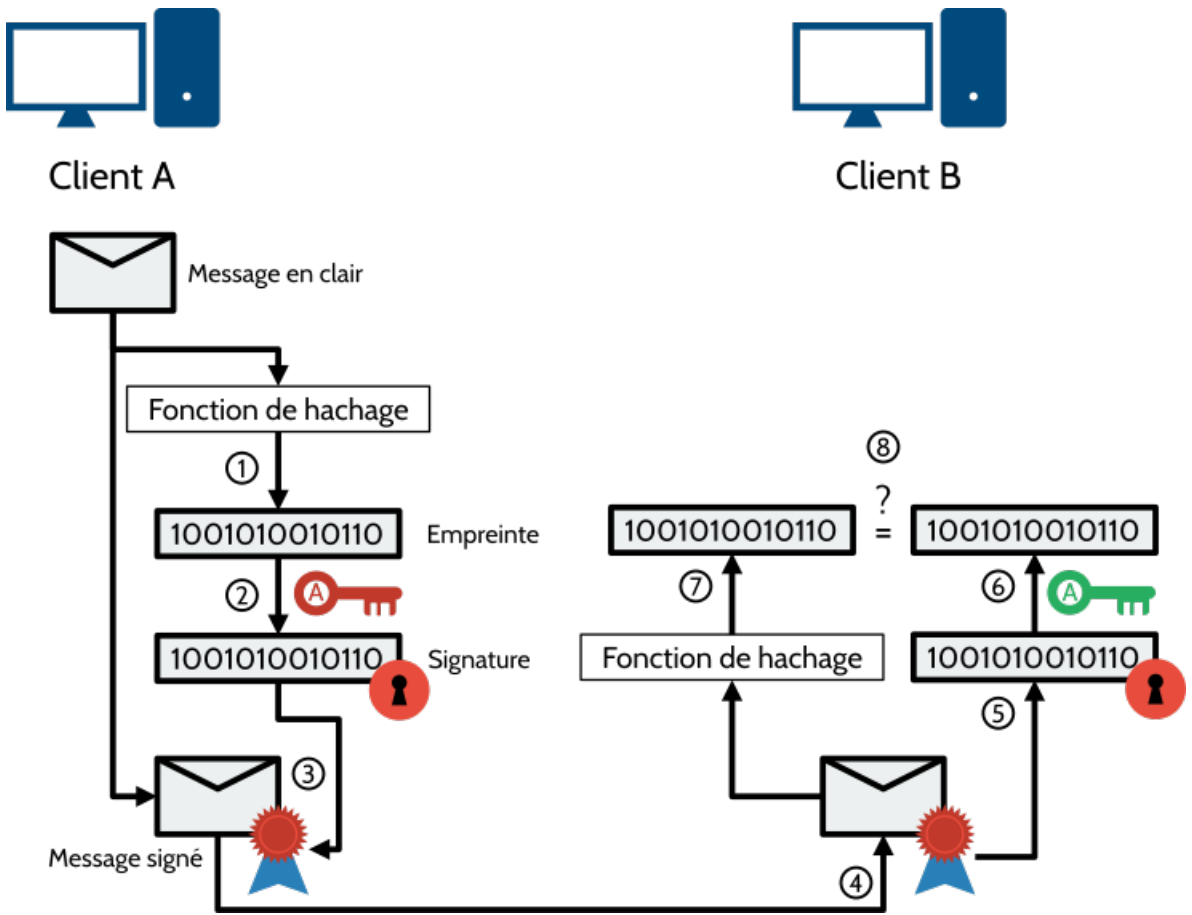 Client A
Client B
Message en clair
Fonction de hachage
1
1001010010110
Empreinte
2
A
1001010010110
Signature
3
Message signé
4
5
1001010010110
6
A
1001010010110
Fonction de hachage
7
1001010010110
8
?
=